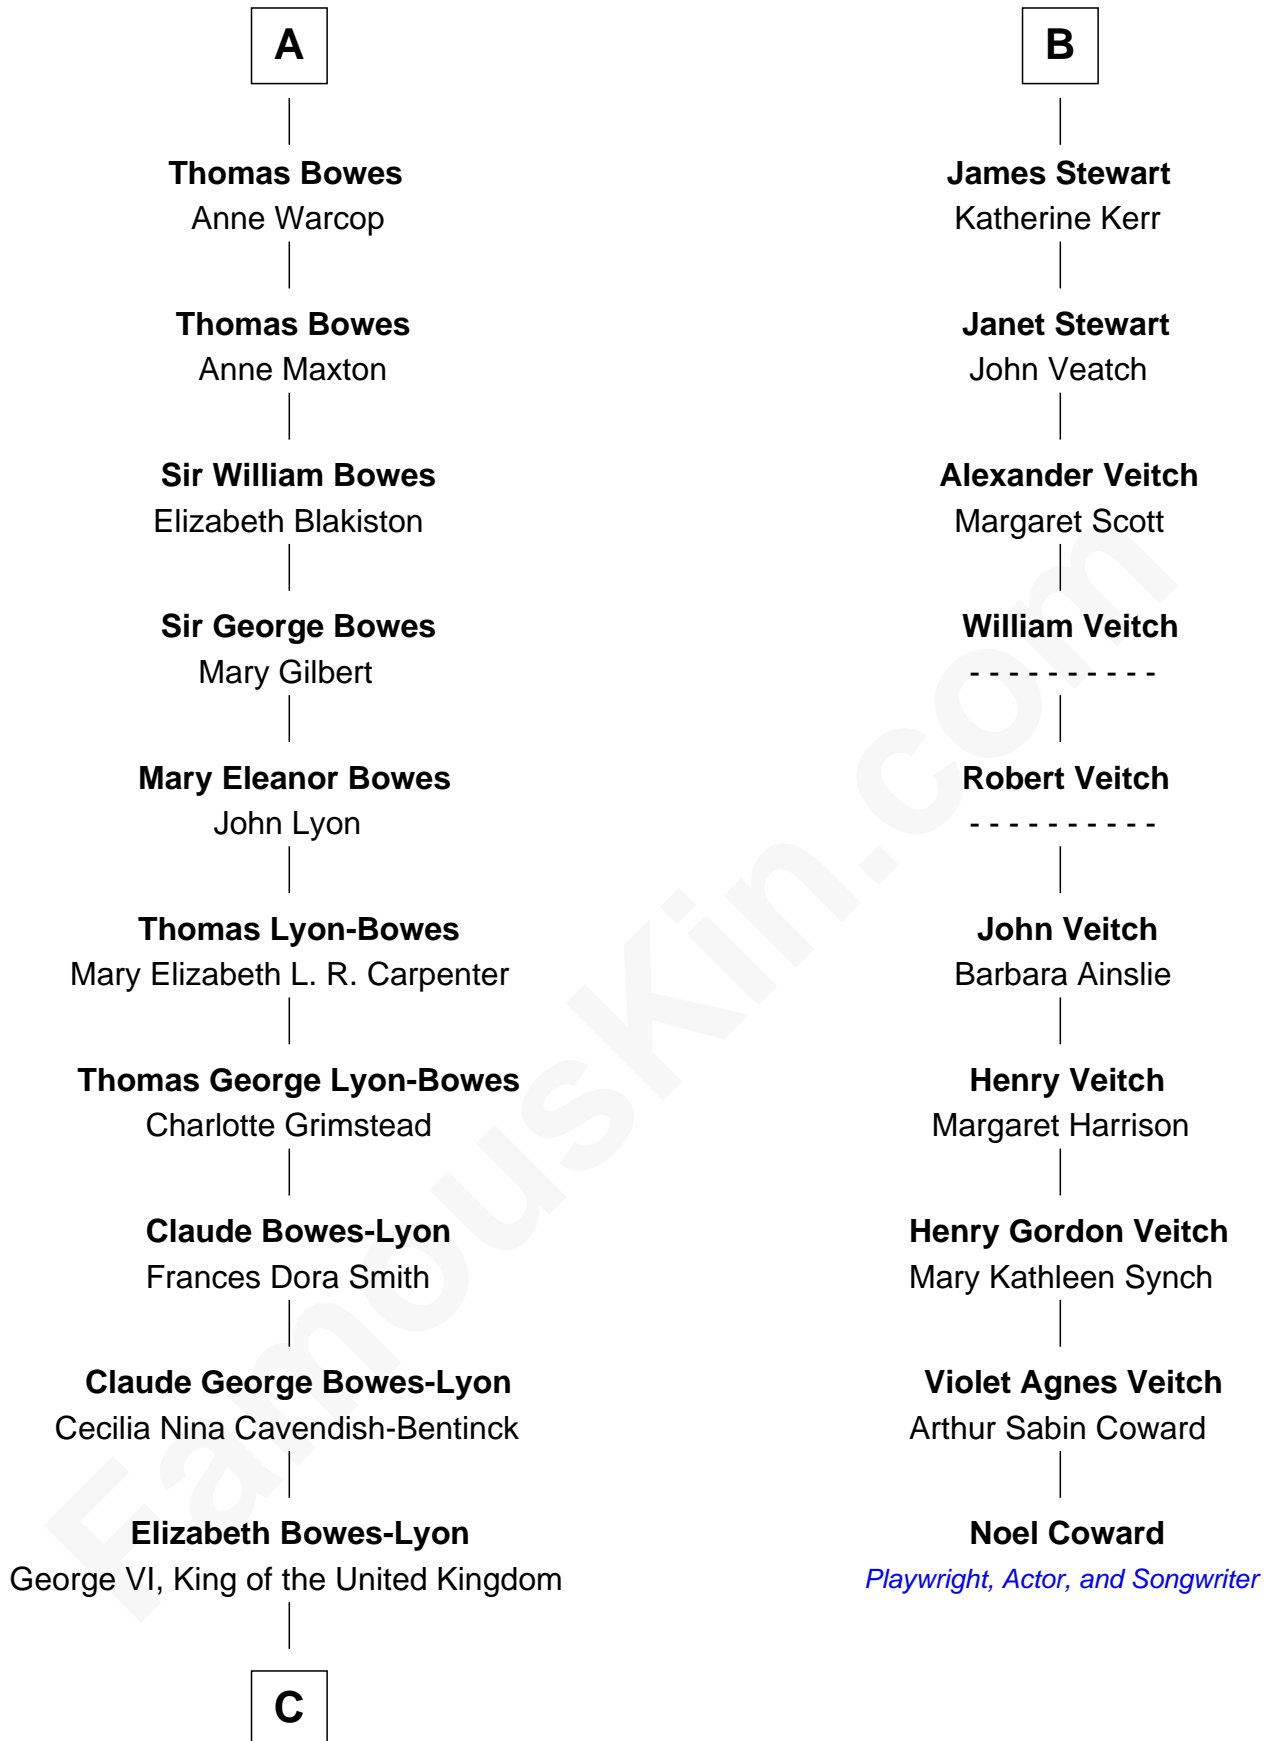 A
Thomas Bowes
Anne Warcop
Thomas Bowes
Anne Maxton
Sir William Bowes
Elizabeth Blakiston
Sir George Bowes
Mary Gilbert
Mary Eleanor Bowes
John Lyon
Thomas Lyon-Bowes
Mary Elizabeth L. R. Carpenter
Thomas George Lyon-Bowes
Charlotte Grimstead
Claude Bowes-Lyon
Frances Dora Smith
Claude George Bowes-Lyon
Cecilia Nina Cavendish-Bentinck
Elizabeth Bowes-Lyon
George VI, King of the United Kingdom
C
B
James Stewart
Katherine Kerr
Janet Stewart
John Veatch
Alexander Veitch
Margaret Scott
William Veitch
- - - - - - - - - -
Robert Veitch
- - - - - - - - - -
John Veitch
Barbara Ainslie
Henry Veitch
Margaret Harrison
Henry Gordon Veitch
Mary Kathleen Synch
Violet Agnes Veitch
Arthur Sabin Coward
Noel Coward
Playwright, Actor, and Songwriter
FamousKin.com